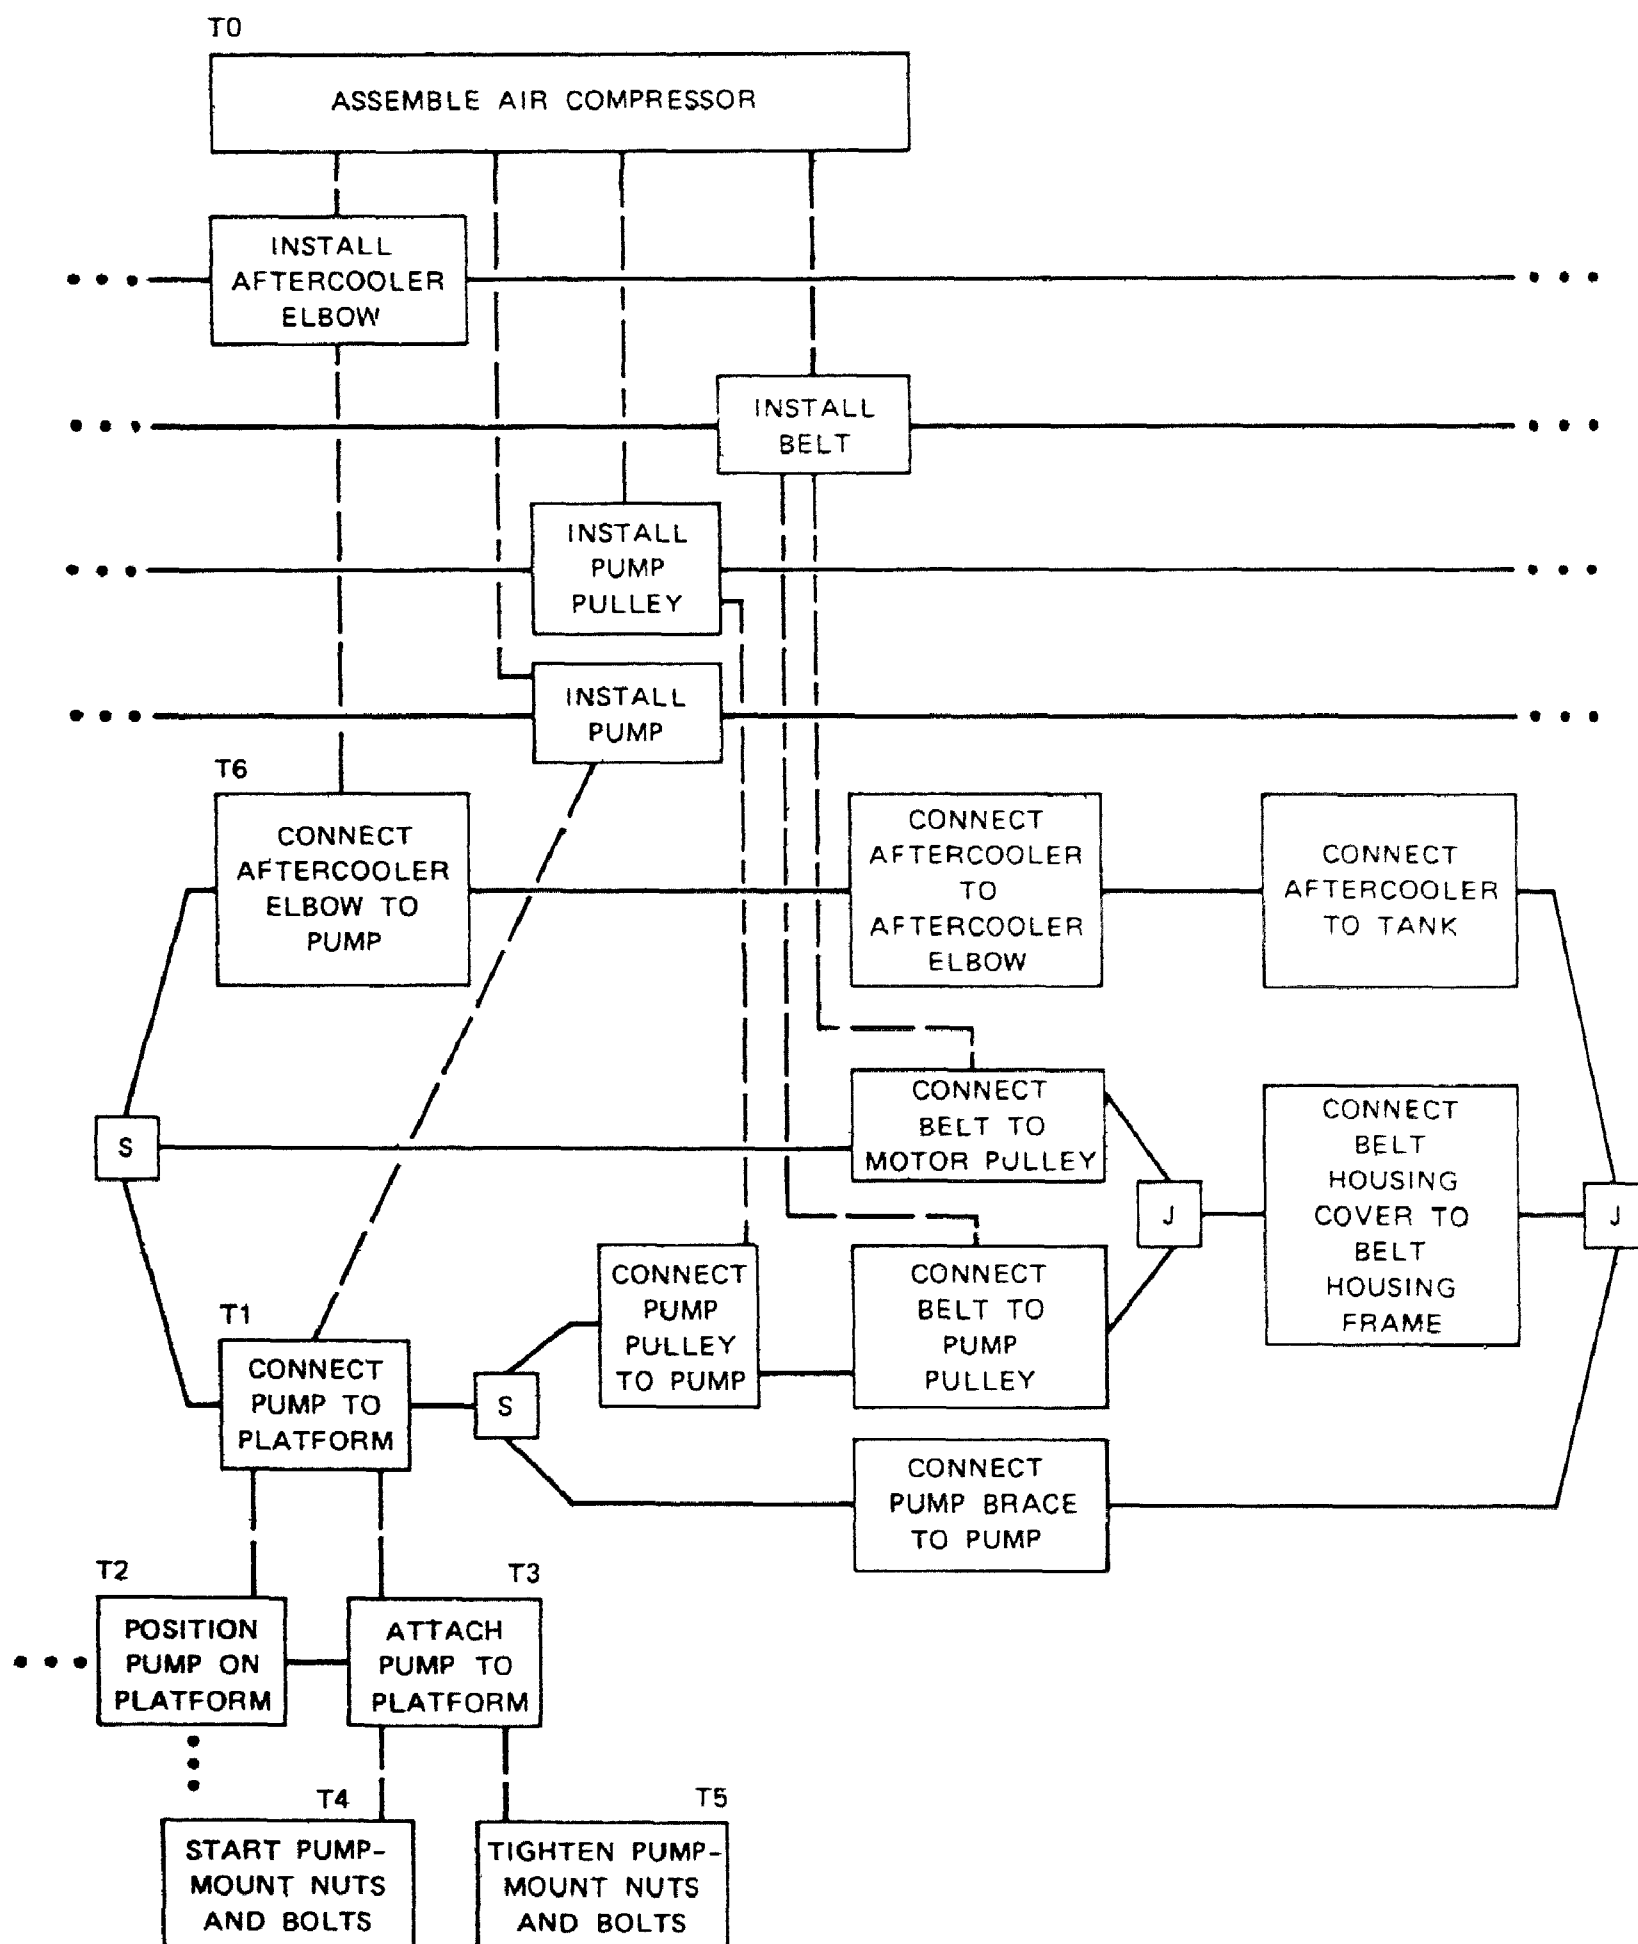 T0
ASSEMBLE AIR COMPRESSOR
INSTALL
AFTERCOOLER
ELBOW
INSTALL
BELT
INSTALL
PUMP
PULLEY
INSTALL
PUMP
T6
CONNECT
AFTERCOOLER
ELBOW TO
PUMP
CONNECT
AFTERCOOLER
TO
AFTERCOOLER
ELBOW
CONNECT
AFTERCOOLER
TO TANK
S
CONNECT
BELT TO
MOTOR PULLEY
J
CONNECT
BELT
HOUSING
COVER TO
BELT
HOUSING
FRAME
J
T1
CONNECT
PUMP TO
PLATFORM
S
CONNECT
PUMP
PULLEY
TO PUMP
CONNECT
BELT TO
PUMP
PULLEY
CONNECT
PUMP BRACE
TO PUMP
T2
POSITION
PUMP ON
PLATFORM
T3
ATTACH
PUMP TO
PLATFORM
T4
START PUMP-
MOUNT NUTS
AND BOLTS
T5
TIGHTEN PUMP-
MOUNT NUTS
AND BOLTS